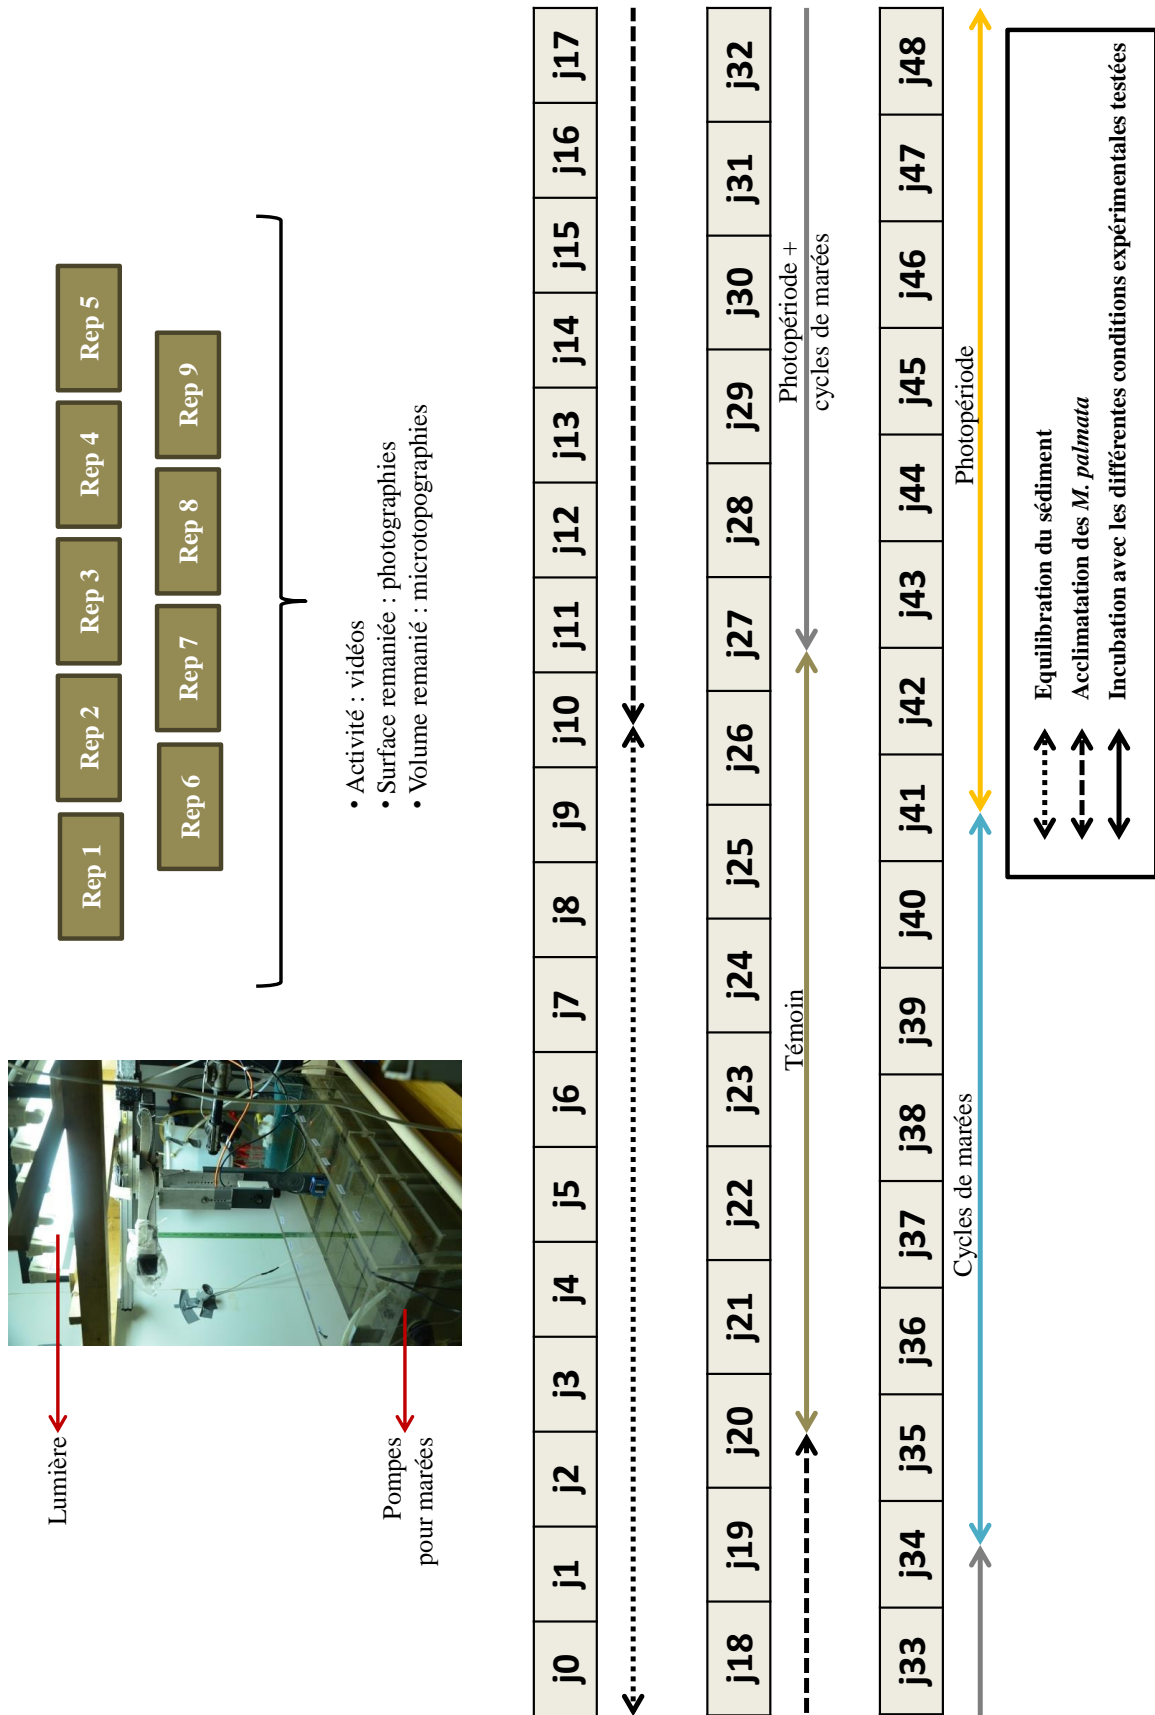 Lumière
Pompes
pour marées
Rep 1
Rep 2
Rep 3
Rep 4
Rep 5
Rep 6
Rep 7
Rep 8
Rep 9
• Activité : vidéos
• Surface remaniée : photographies
• Volume remanié : microtopographies
j0 j1 j2 j3 j4 j5 j6 j7 j8 j9 j10 j11 j12 j13 j14 j15 j16 j17
j18 j19 j20 j21 j22 j23 j24 j25 j26 j27 j28 j29 j30 j31 j32
Témoin
Photopériode +
cycles de marées
j33 j34 j35 j36 j37 j38 j39 j40 j41 j42 j43 j44 j45 j46 j47 j48
Cycles de marées
Photopériode
Equilibration du sédiment
Acclimatation des M. palmata
Incubation avec les différentes conditions expérimentales testées